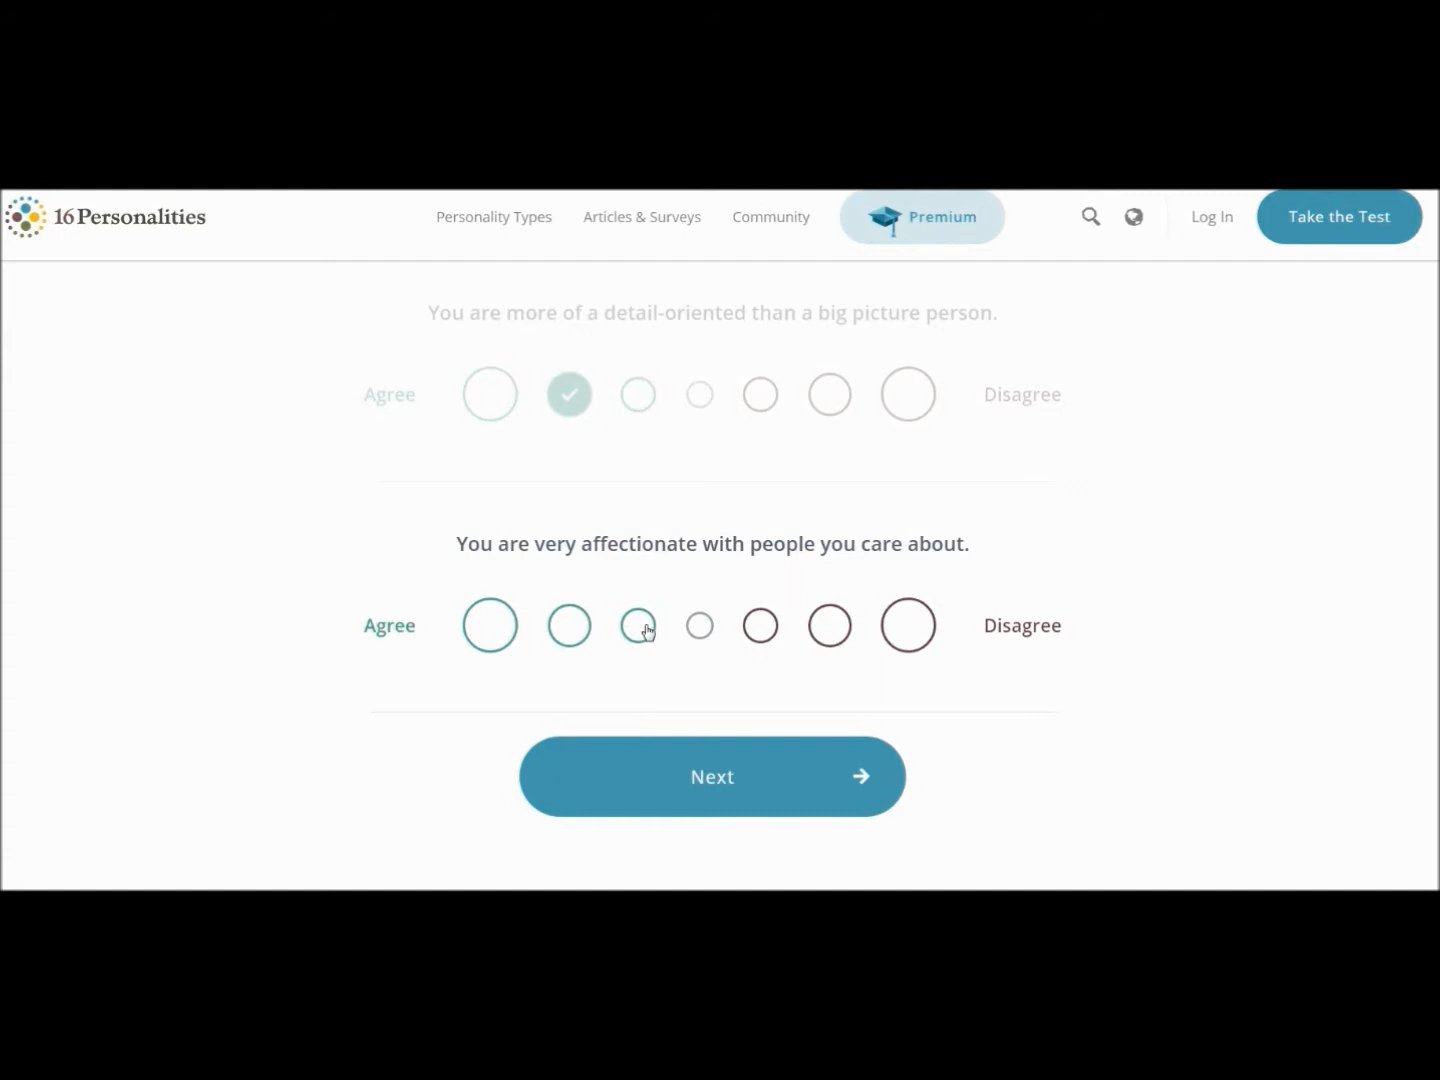 16Personalities
Personality Types
Articles & Surveys
Community
Premium
Log In
Take the Test
You are more of a detail-oriented than a big picture person.
Agree
Disagree
You are very affectionate with people you care about.
Agree
Disagree
Next